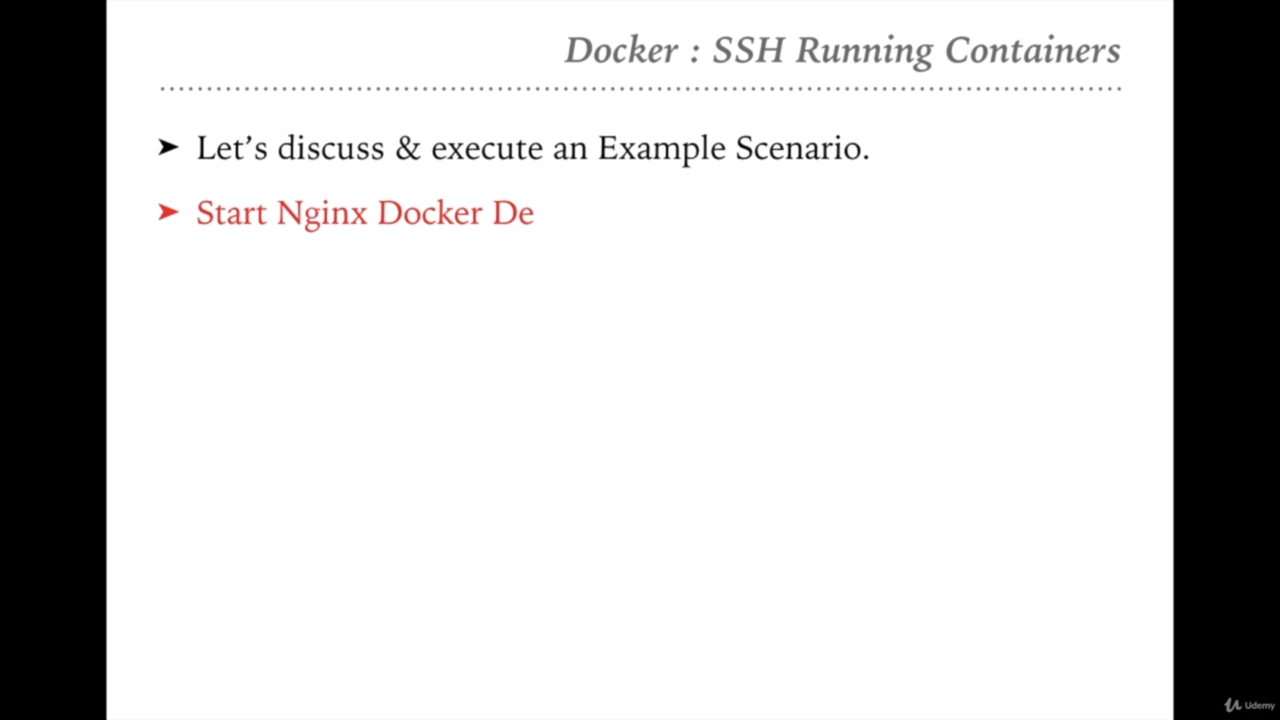 Docker : SSH Running Containers
➤ Let’s discuss & execute an Example Scenario.
➤ Start Nginx Docker De
Udemy